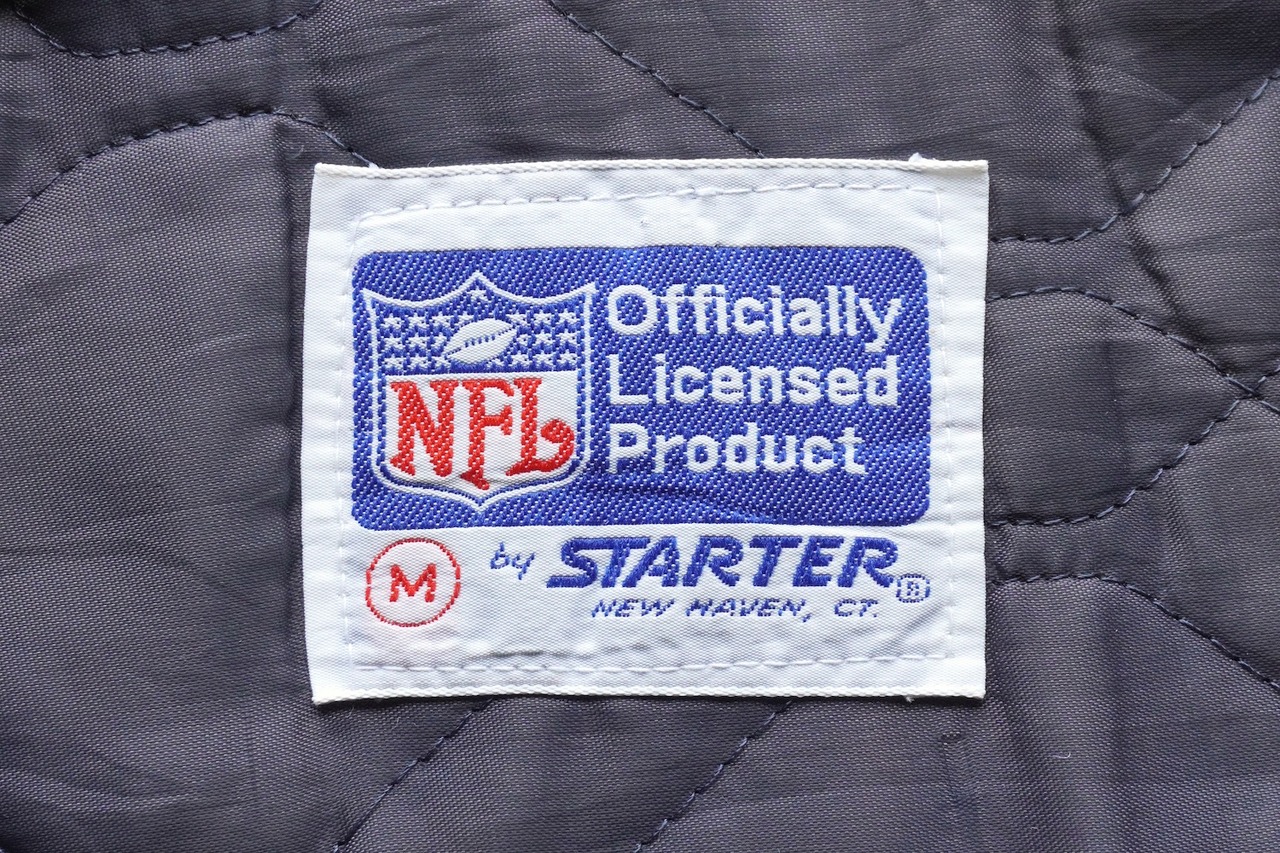 NFL
Officially
Licensed
Product
M
by STARTER®
NEW HAVEN, CT.